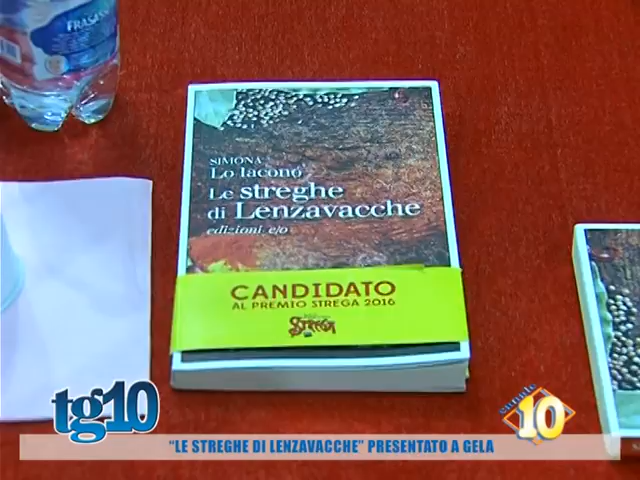 FRASAS
SIMONA
Lo Iacono
Le streghe
di Lenzavacche
edizioni e/o
CANDIDATO
AL PREMIO STREGA 2016
STREGA
tg10
canale
10
"LE STREGHE DI LENZAVACCHE" PRESENTATO A GELA